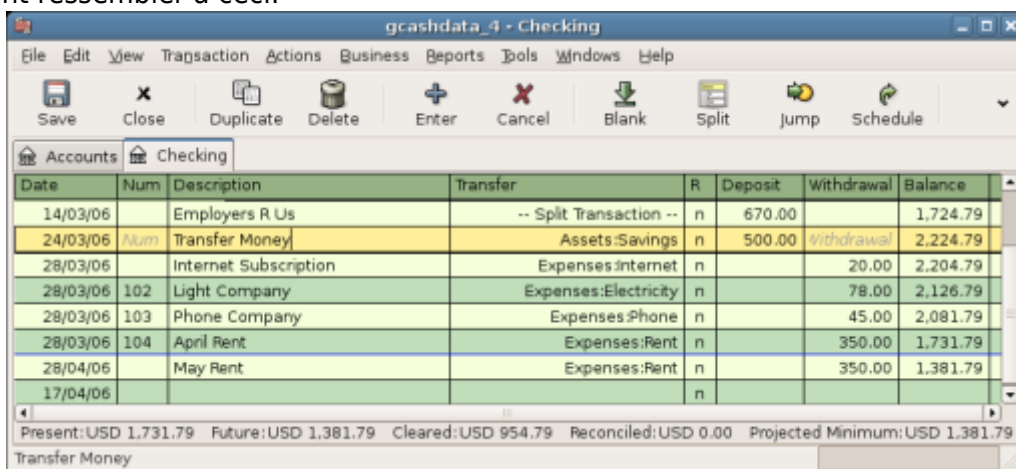 nt ressembler à ceci:
gcashdata_4 - Checking
File Edit View Transaction Actions Business Reports Tools Windows Help
Save Close Duplicate Delete Enter Cancel Blank Split Jump Schedule
Accounts Checking
Date Num Description Transfer R Deposit Withdrawal Balance
14/03/06 Employers R Us -- Split Transaction -- n 670.00 1,724.79
24/03/06 Num Transfer Money Assets:Savings n 500.00 Withdrawal 2,224.79
28/03/06 Internet Subscription Expenses:Internet n 20.00 2,204.79
28/03/06 102 Light Company Expenses:Electricity n 78.00 2,126.79
28/03/06 103 Phone Company Expenses:Phone n 45.00 2,081.79
28/03/06 104 April Rent Expenses:Rent n 350.00 1,731.79
28/04/06 May Rent Expenses:Rent n 350.00 1,381.79
17/04/06 n
Present:USD 1,731.79 Future:USD 1,381.79 Cleared:USD 954.79 Reconciled:USD 0.00 Projected Minimum:USD 1,381.79
Transfer Money